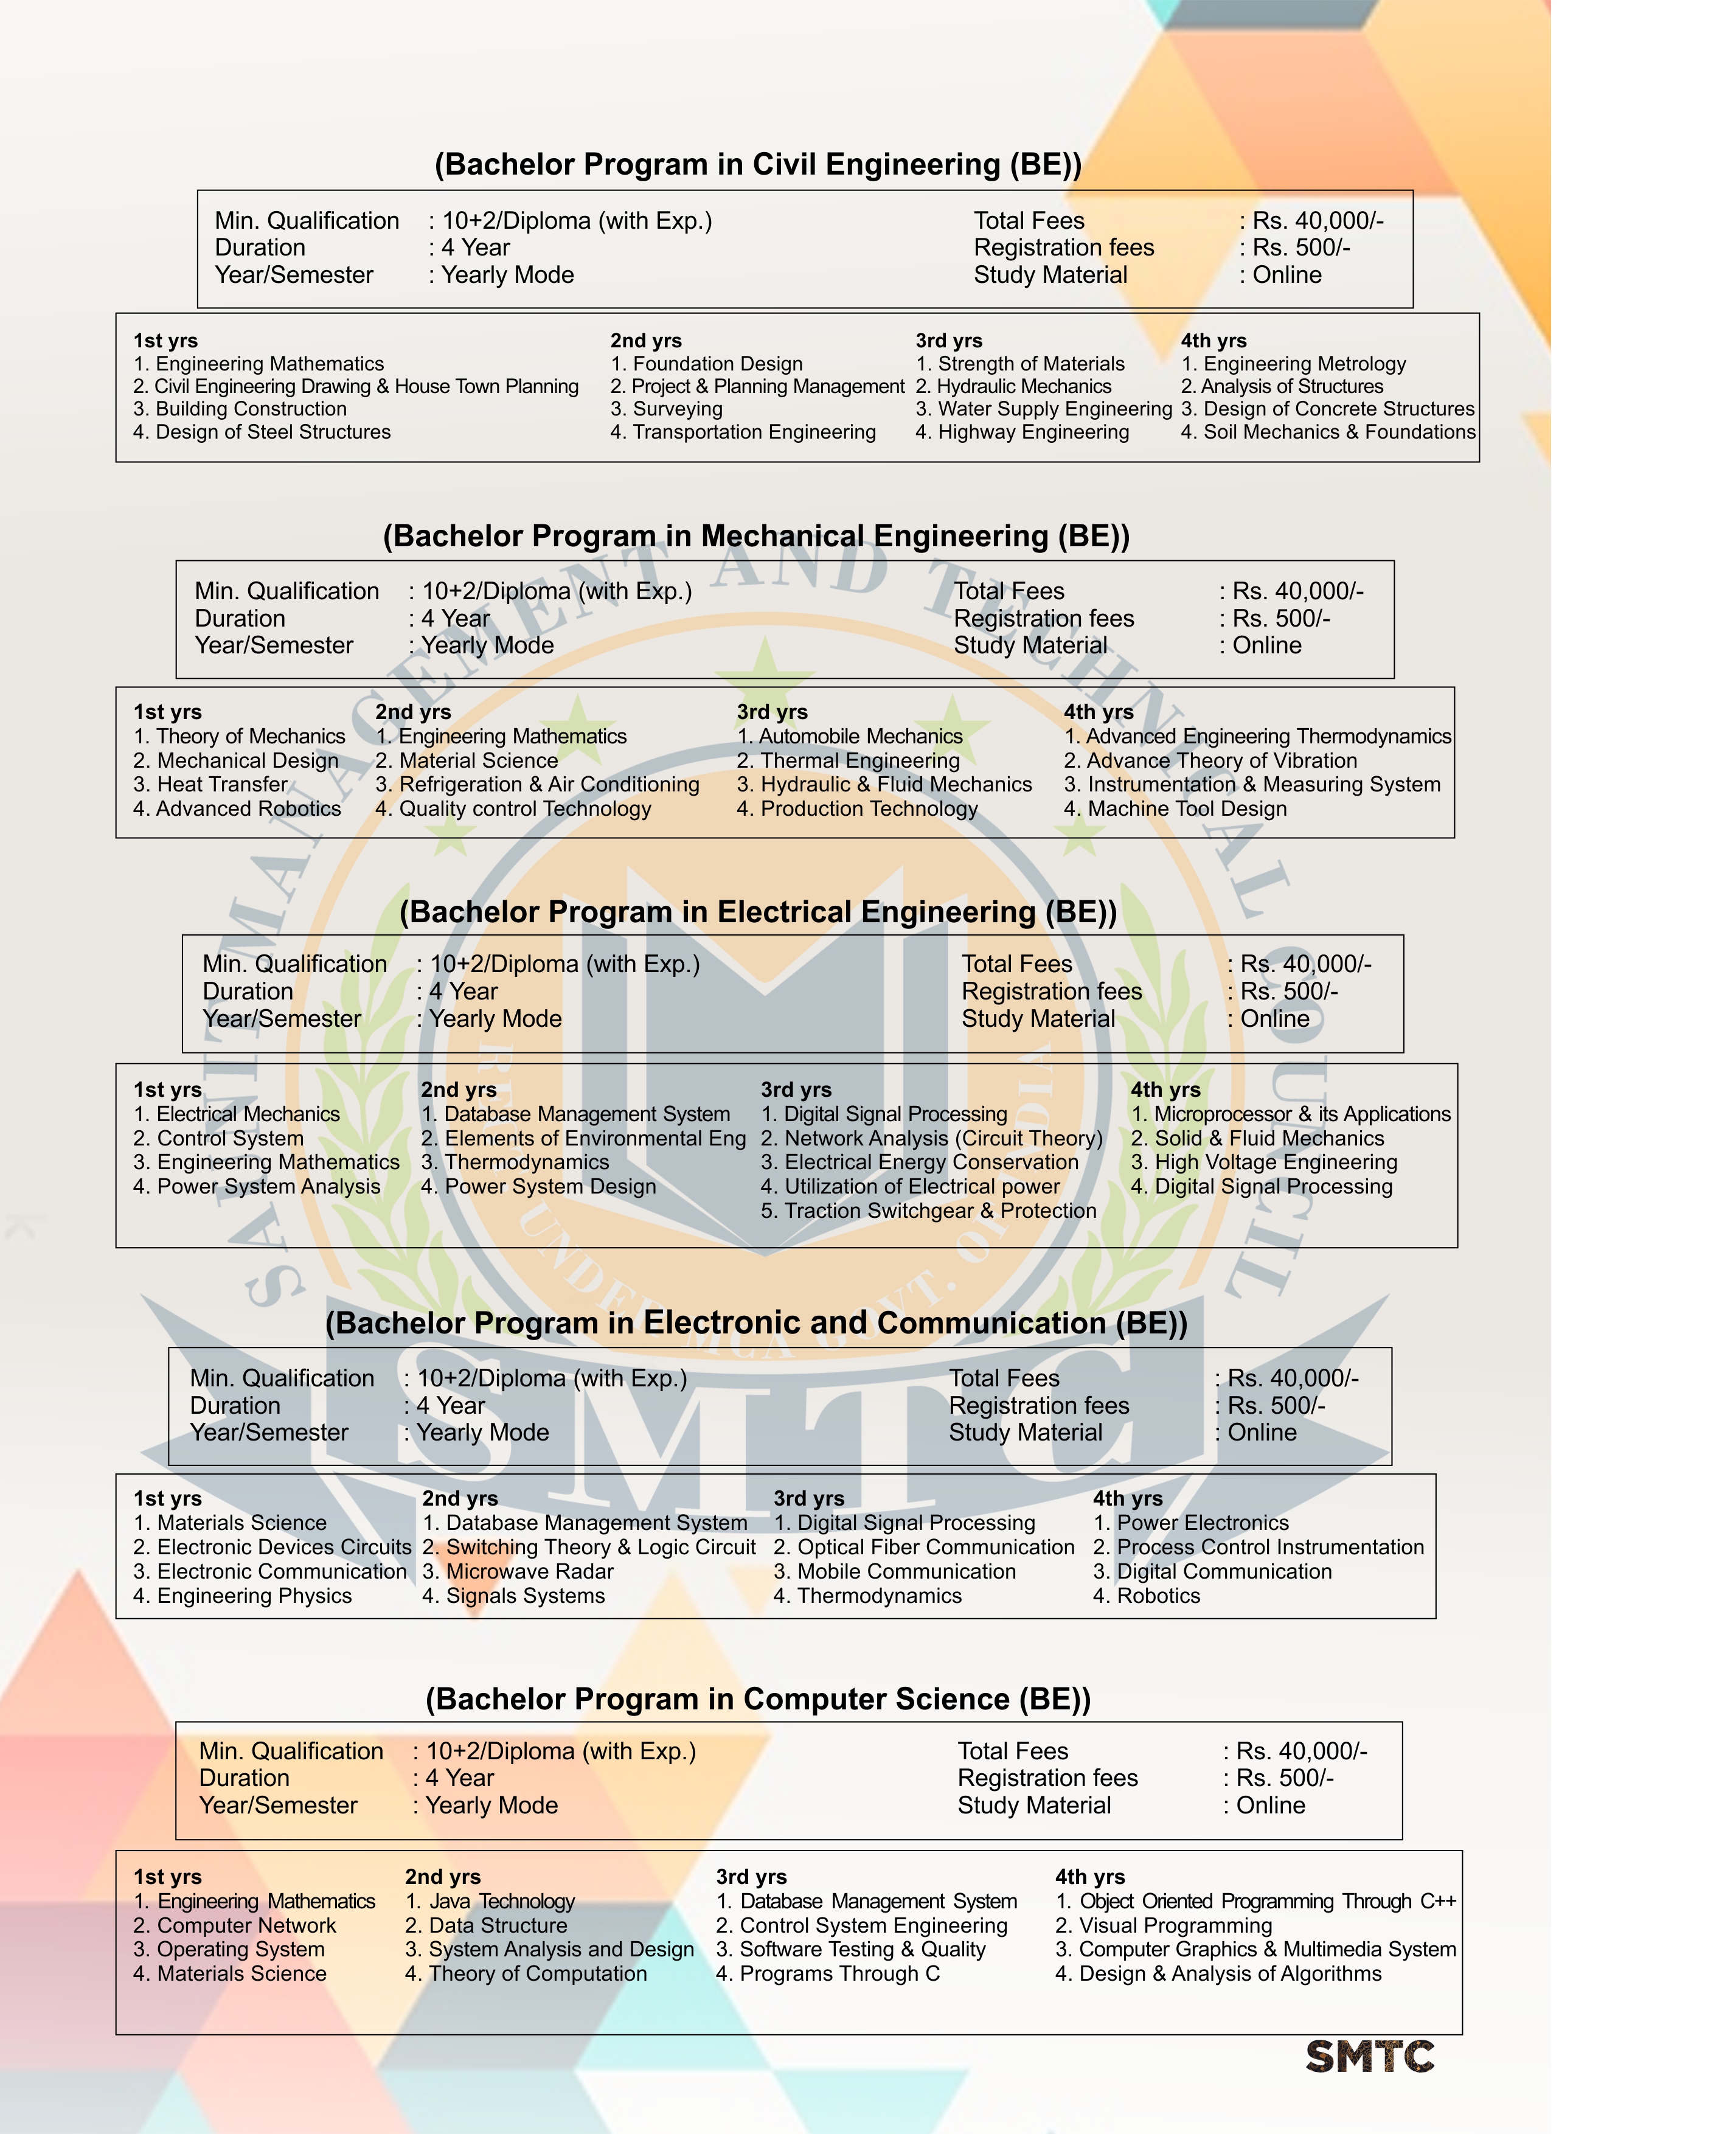 (Bachelor Program in Civil Engineering (BE))
Min. Qualification : 10+2/Diploma (with Exp.) Total Fees : Rs. 40,000/-
Duration : 4 Year Registration fees : Rs. 500/-
Year/Semester : Yearly Mode Study Material : Online
1st yrs 2nd yrs 3rd yrs 4th yrs
1. Engineering Mathematics 1. Foundation Design 1. Strength of Materials 1. Engineering Metrology
2. Civil Engineering Drawing & House Town Planning 2. Project & Planning Management 2. Hydraulic Mechanics 2. Analysis of Structures
3. Building Construction 3. Surveying 3. Water Supply Engineering 3. Design of Concrete Structures
4. Design of Steel Structures 4. Transportation Engineering 4. Highway Engineering 4. Soil Mechanics & Foundations
(Bachelor Program in Mechanical Engineering (BE))
Min. Qualification : 10+2/Diploma (with Exp.) Total Fees : Rs. 40,000/-
Duration : 4 Year Registration fees : Rs. 500/-
Year/Semester : Yearly Mode Study Material : Online
1st yrs 2nd yrs 3rd yrs 4th yrs
1. Theory of Mechanics 1. Engineering Mathematics 1. Automobile Mechanics 1. Advanced Engineering Thermodynamics
2. Mechanical Design 2. Material Science 2. Thermal Engineering 2. Advance Theory of Vibration
3. Heat Transfer 3. Refrigeration & Air Conditioning 3. Hydraulic & Fluid Mechanics 3. Instrumentation & Measuring System
4. Advanced Robotics 4. Quality control Technology 4. Production Technology 4. Machine Tool Design
(Bachelor Program in Electrical Engineering (BE))
Min. Qualification : 10+2/Diploma (with Exp.) Total Fees : Rs. 40,000/-
Duration : 4 Year Registration fees : Rs. 500/-
Year/Semester : Yearly Mode Study Material : Online
1st yrs 2nd yrs 3rd yrs 4th yrs
1. Electrical Mechanics 1. Database Management System 1. Digital Signal Processing 1. Microprocessor & its Applications
2. Control System 2. Elements of Environmental Eng 2. Network Analysis (Circuit Theory) 2. Solid & Fluid Mechanics
3. Engineering Mathematics 3. Thermodynamics 3. Electrical Energy Conservation 3. High Voltage Engineering
4. Power System Analysis 4. Power System Design 4. Utilization of Electrical power 4. Digital Signal Processing
5. Traction Switchgear & Protection
(Bachelor Program in Electronic and Communication (BE))
Min. Qualification : 10+2/Diploma (with Exp.) Total Fees : Rs. 40,000/-
Duration : 4 Year Registration fees : Rs. 500/-
Year/Semester : Yearly Mode Study Material : Online
1st yrs 2nd yrs 3rd yrs 4th yrs
1. Materials Science 1. Database Management System 1. Digital Signal Processing 1. Power Electronics
2. Electronic Devices Circuits 2. Switching Theory & Logic Circuit 2. Optical Fiber Communication 2. Process Control Instrumentation
3. Electronic Communication 3. Microwave Radar 3. Mobile Communication 3. Digital Communication
4. Engineering Physics 4. Signals Systems 4. Thermodynamics 4. Robotics
(Bachelor Program in Computer Science (BE))
Min. Qualification : 10+2/Diploma (with Exp.) Total Fees : Rs. 40,000/-
Duration : 4 Year Registration fees : Rs. 500/-
Year/Semester : Yearly Mode Study Material : Online
1st yrs 2nd yrs 3rd yrs 4th yrs
1. Engineering Mathematics 1. Java Technology 1. Database Management System 1. Object Oriented Programming Through C++
2. Computer Network 2. Data Structure 2. Control System Engineering 2. Visual Programming
3. Operating System 3. System Analysis and Design 3. Software Testing & Quality 3. Computer Graphics & Multimedia System
4. Materials Science 4. Theory of Computation 4. Programs Through C 4. Design & Analysis of Algorithms
SMTC
MANAGEMENT AND TECHNICAL COUNCIL
UNDER MCA GOVT. OF
SMTC